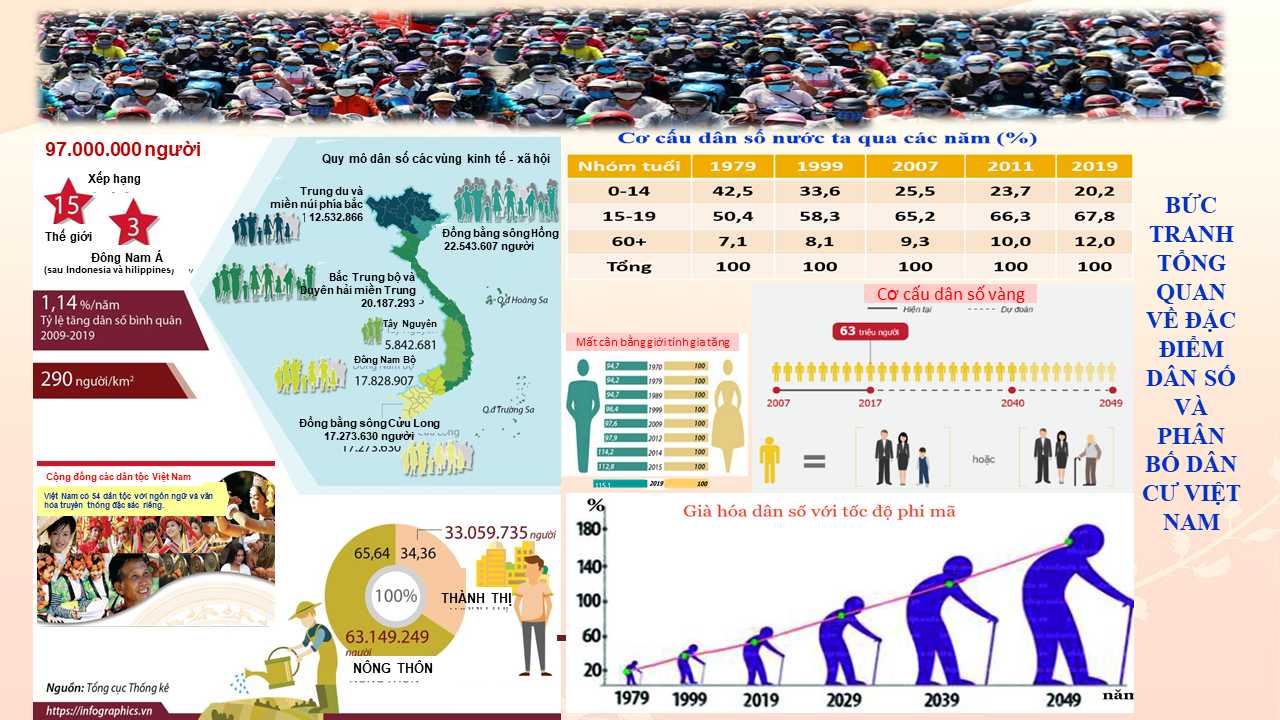 97.000.000 người
Xếp hạng
15
Thế giới
3
Đông Nam Á
(sau Indonesia và hilippines)
1,14 %/năm
Tỷ lệ tăng dân số bình quân
2009-2019
290 người/km²
Quy mô dân số các vùng kinh tế - xã hội
Trung du và
miền núi phía bắc
12.532.866
Đồng bằng sông Hồng
22.543.607 người
Bắc Trung bộ và
Duyên hải miền Trung
20.187.293
Q.đ Hoàng Sa
Tây Nguyên
5.842.681
Đông Nam Bộ
17.828.907
Q.đ Trường Sa
Đồng bằng sông Cửu Long
17.273.630 người
17.273.630
Cộng đồng các dân tộc Việt Nam
Việt Nam có 54 dân tộc với ngôn ngữ và văn
hóa truyền thống đặc sắc riêng.
33.059.735 người
65,64
34,36
100%
THÀNH THỊ
63.149.249
người
NÔNG THÔN
Nguồn: Tổng cục Thống kê
https://infographics.vn
Cơ cấu dân số nước ta qua các năm (%)
Nhóm tuổi 1979 1999 2007 2011 2019
0-14 42,5 33,6 25,5 23,7 20,2
15-19 50,4 58,3 65,2 66,3 67,8
60+ 7,1 8,1 9,3 10,0 12,0
Tổng 100 100 100 100 100
Mất cân bằng giới tính gia tăng
94,7 1970 100
94,2 1979 100
94,7 1989 100
96,4 1999 100
97,6 2009 100
97,9 2012 100
114,2 2014 100
112,8 2015 100
115,1 2019 100
Cơ cấu dân số vàng
Hiện tại
Dự đoán
63 triệu người
2007 2017 2040 2049
=
hoặc
Già hóa dân số với tốc độ phi mã
%
180
140
100
60
20
1979 1999 2019 2029 2039 2049
năm
BỨC
TRANH
TỔNG
QUAN
VỀ ĐẶC
ĐIỂM
DÂN SỐ
VÀ
PHÂN
BỐ DÂN
CƯ VIỆT
NAM